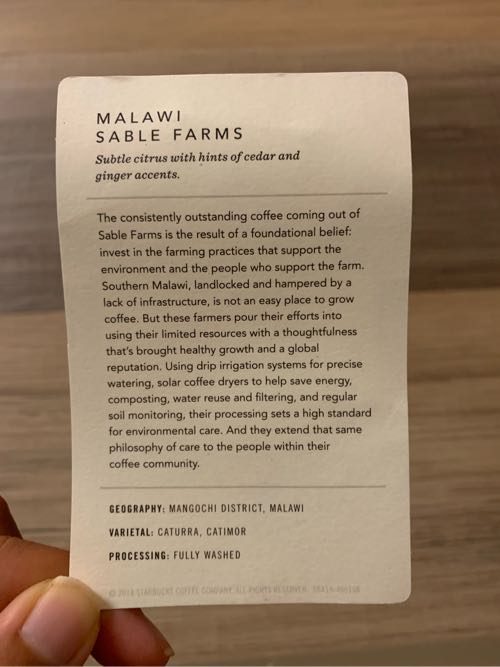 MALAWI
SABLE FARMS
Subtle citrus with hints of cedar and
ginger accents.
The consistently outstanding coffee coming out of
Sable Farms is the result of a foundational belief:
invest in the farming practices that support the
environment and the people who support the farm.
Southern Malawi, landlocked and hampered by a
lack of infrastructure, is not an easy place to grow
coffee. But these farmers pour their efforts into
using their limited resources with a thoughtfulness
that's brought healthy growth and a global
reputation. Using drip irrigation systems for precise
watering, solar coffee dryers to help save energy,
composting, water reuse and filtering, and regular
soil monitoring, their processing sets a high standard
for environmental care. And they extend that same
philosophy of care to the people within their
coffee community.
GEOGRAPHY: MANGOCHI DISTRICT, MALAWI
VARIETAL: CATURRA, CATIMOR
PROCESSING: FULLY WASHED
STARBUCKS COFFEE COMPANY. ALL RIGHTS RESERVED.